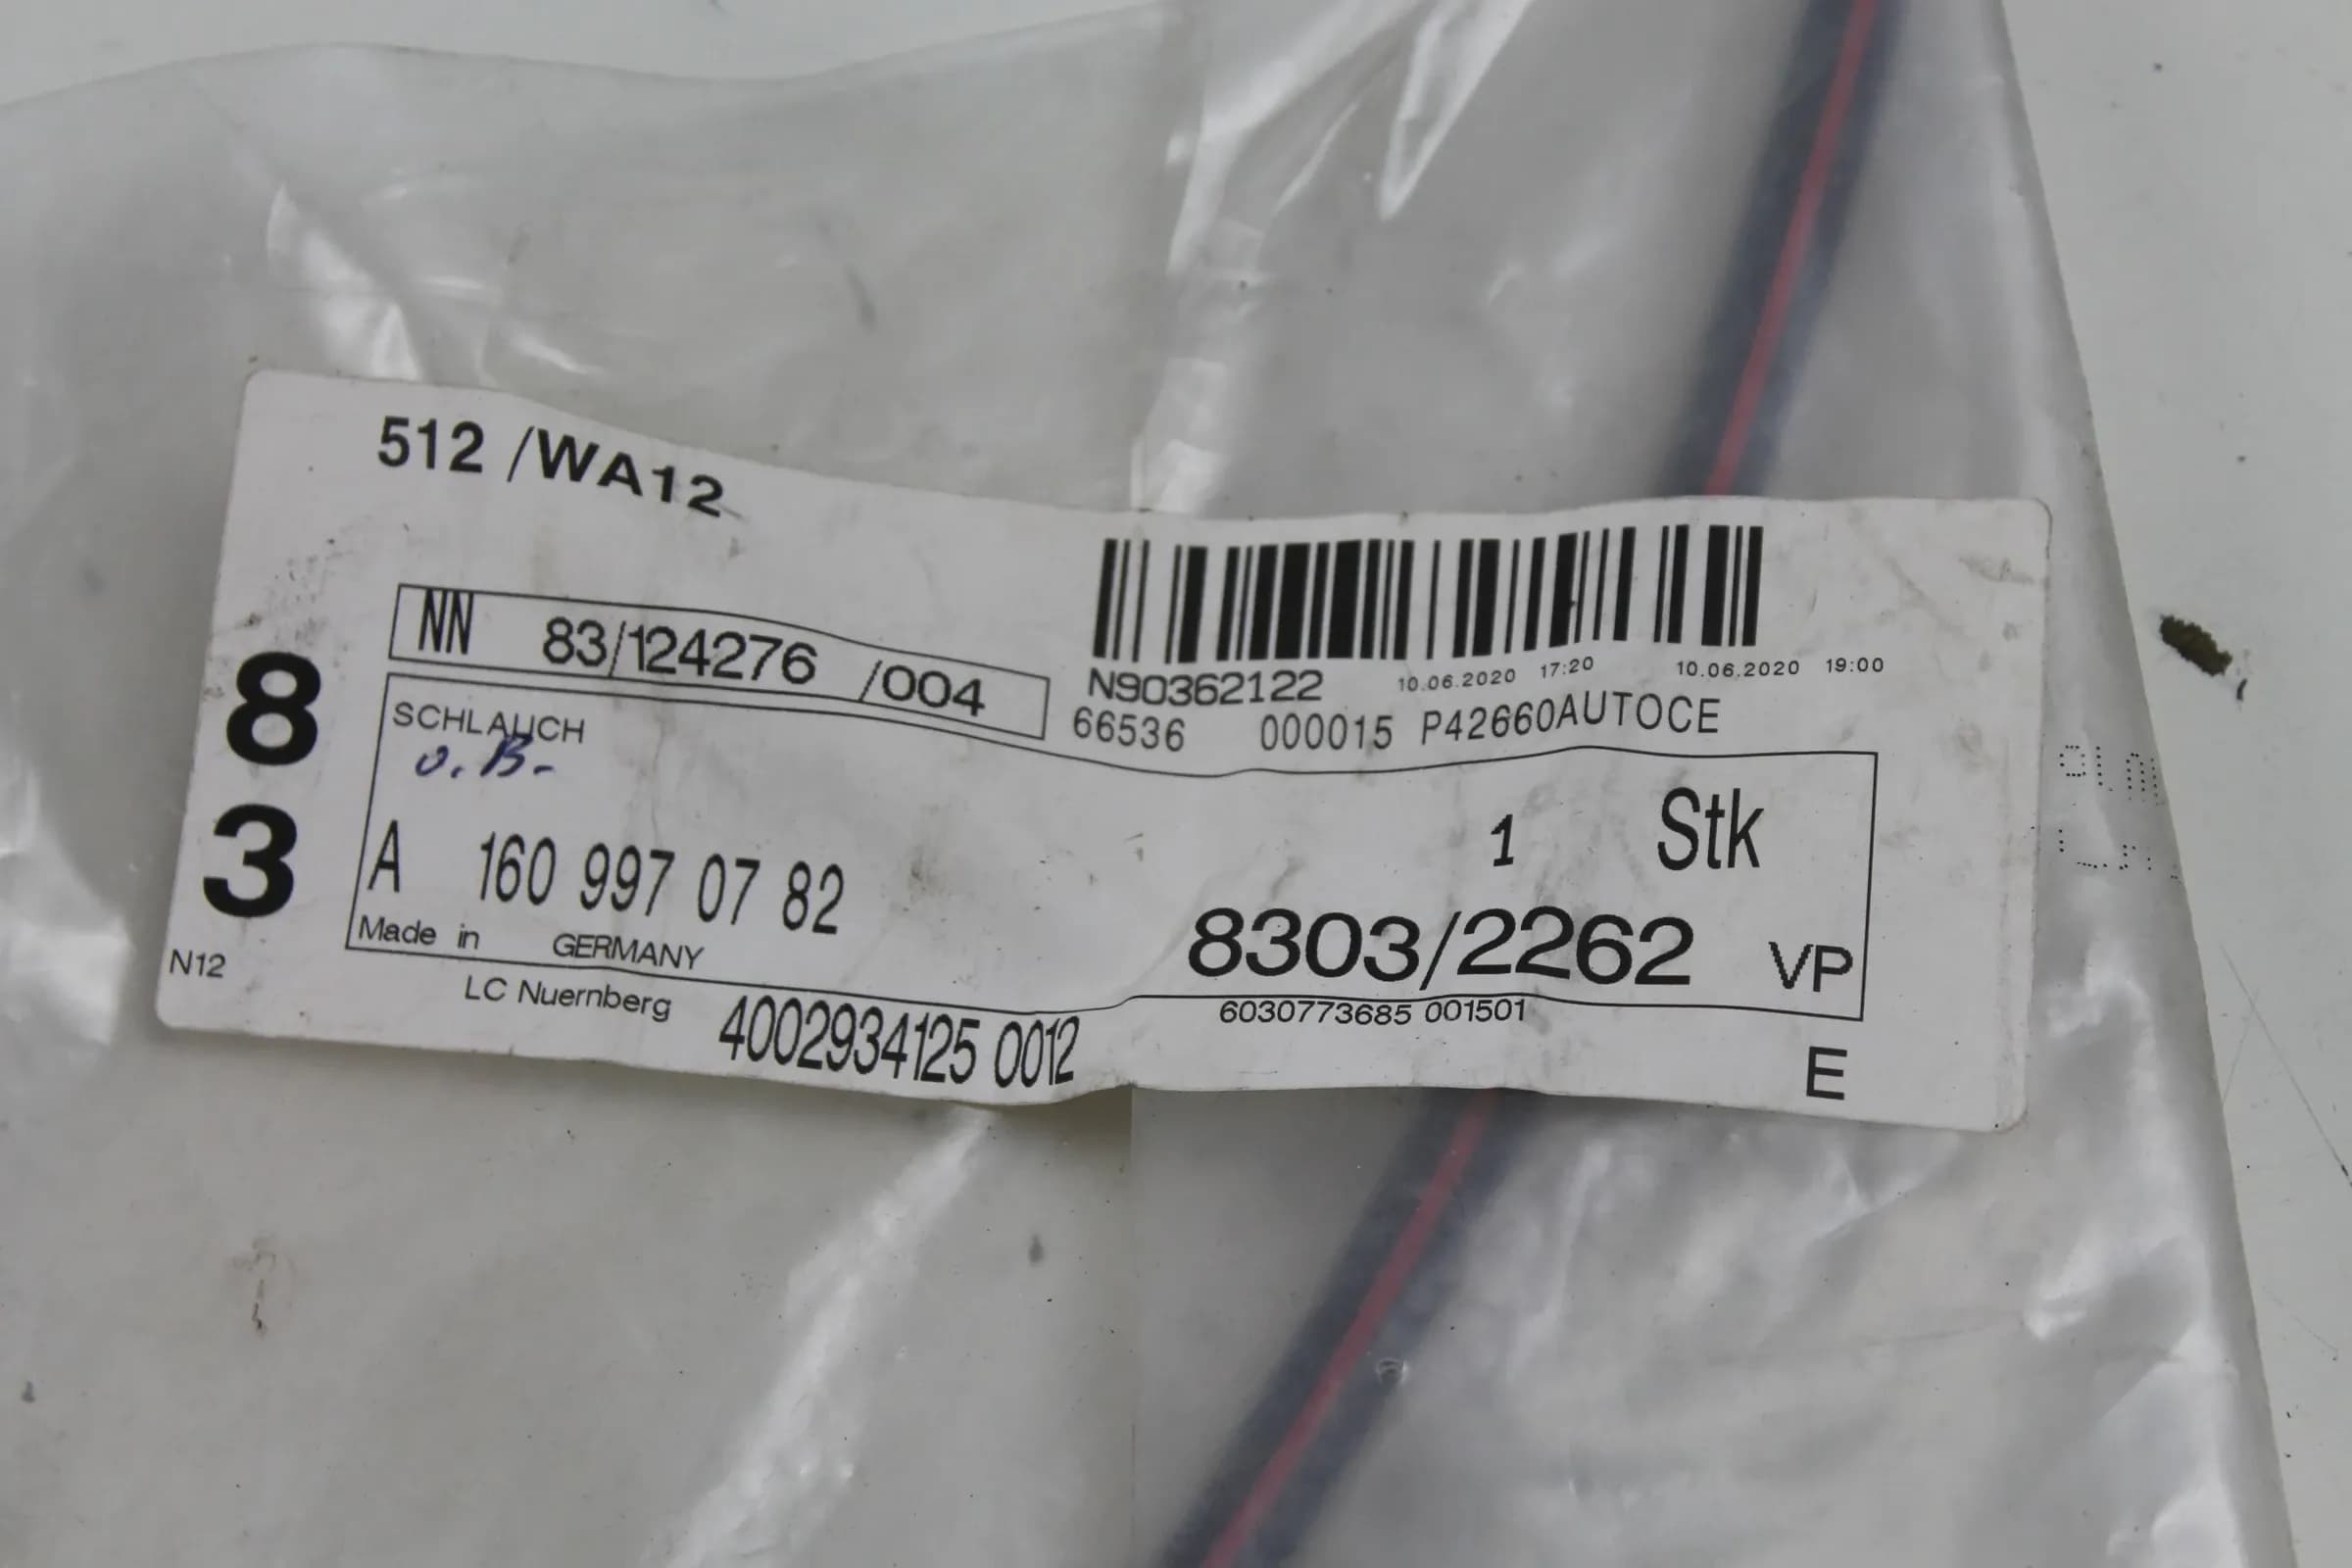 512 /WA12
NN 83/124276 /004
N90362122 10.06.2020 17:20 10.06.2020 19:00
66536 000015 P42660AUTOCE
8
3
N12
SCHLAUCH
o.B.-
A 160 997 07 82
Made in GERMANY
1 Stk
8303/2262 VP
LC Nuernberg 4002934125 0012
6030773685 001501
E